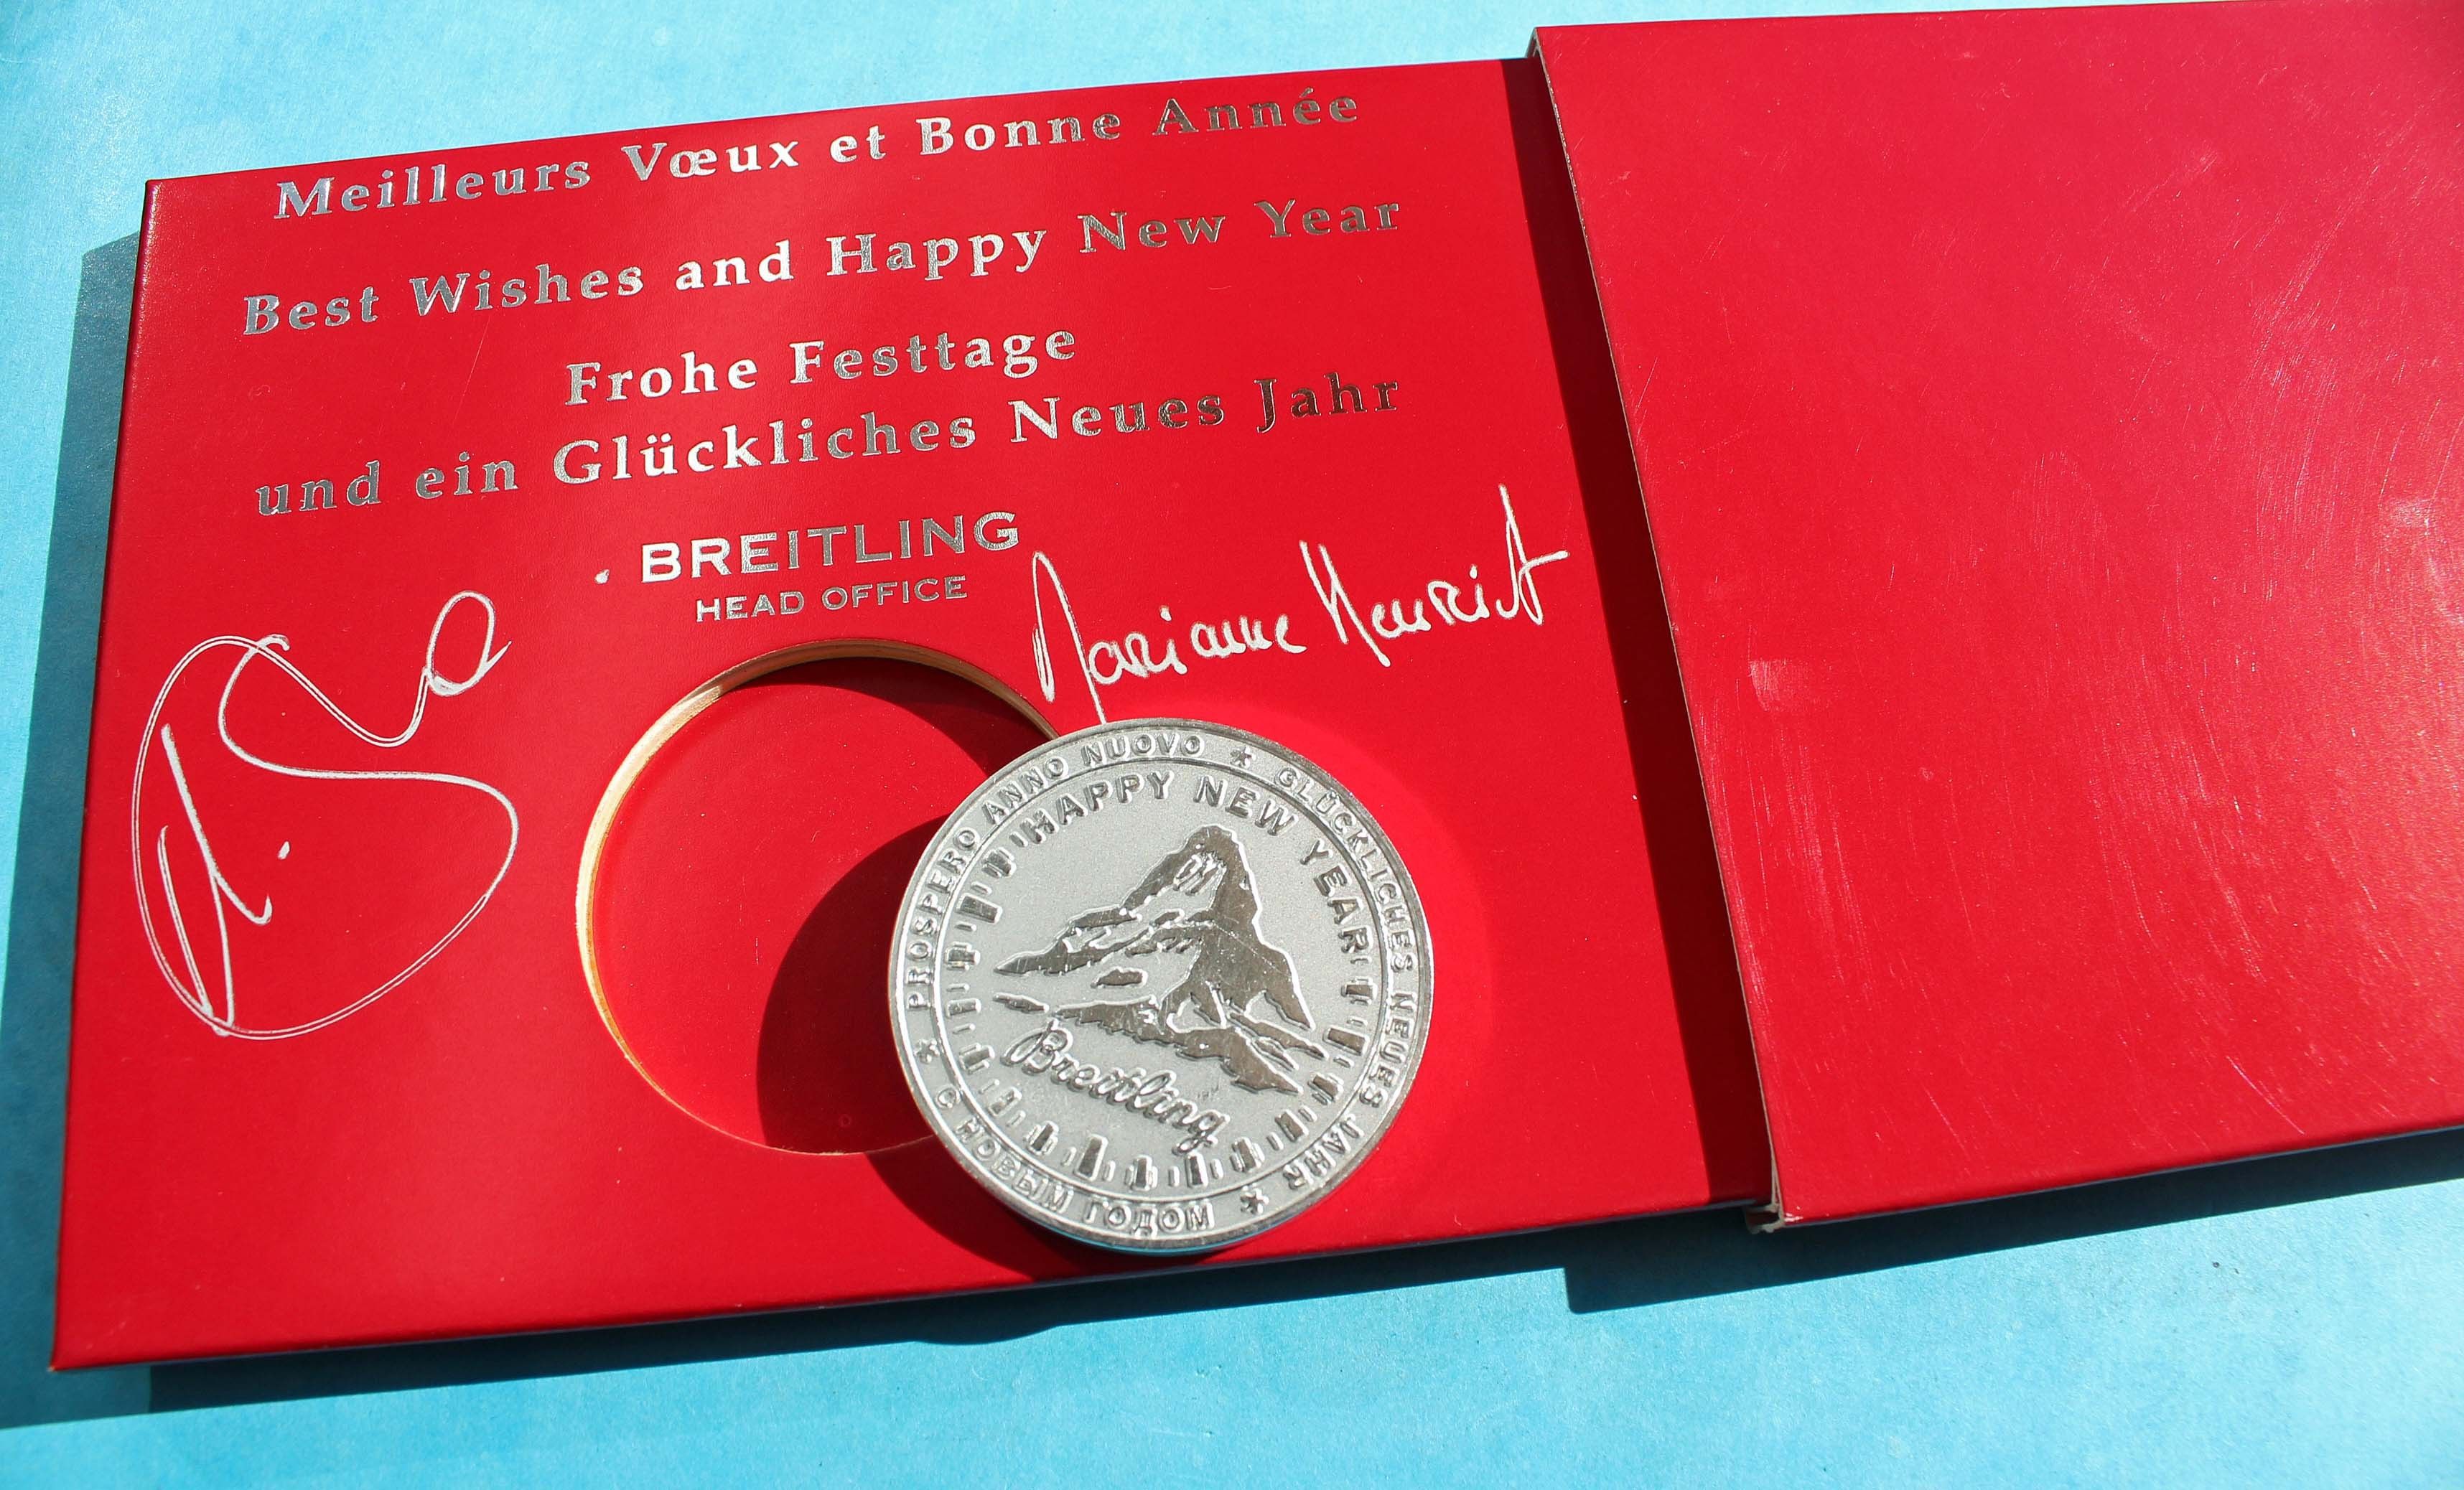 Meilleurs Vœux et Bonne Année
Best Wishes and Happy New Year
Frohe Festtage
und ein Glückliches Neues Jahr
BREITLING
HEAD OFFICE
Marianne
PROSPERO ANNO NUOVO * GLÜCKLICHES NEUES JAHR * С НОВЫМ ГОДОМ *
HAPPY NEW YEAR
Breitling